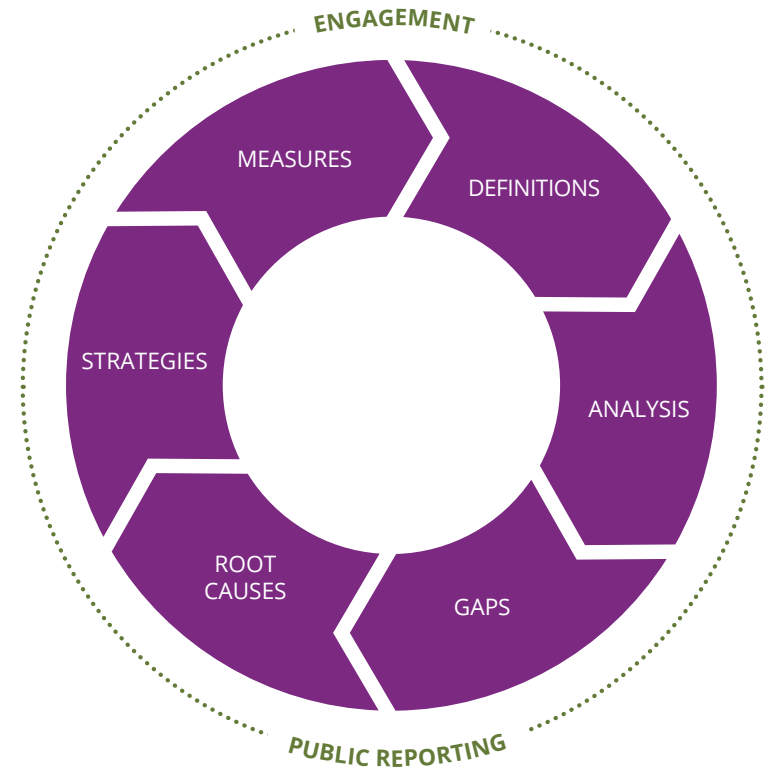 ENGAGEMENT
MEASURES
DEFINITIONS
STRATEGIES
ANALYSIS
ROOT
CAUSES
GAPS
PUBLIC REPORTING